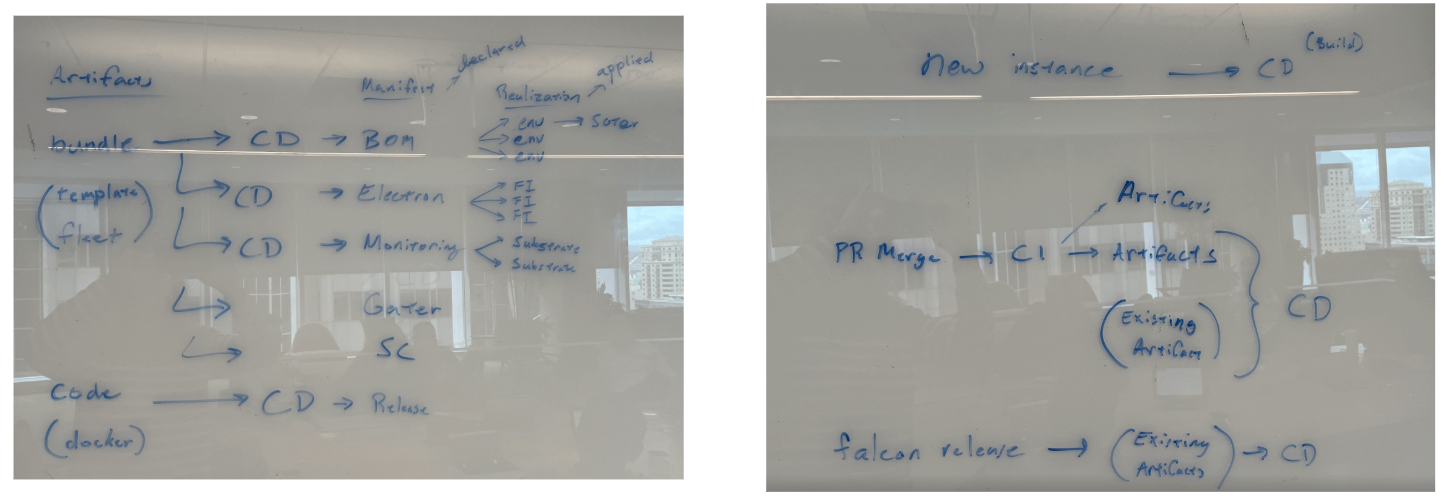 Artifacts
Manifest → declared
Realization → applied
bundle → CD → BOM
env → Sater
env
env
(template fleet)
CD → Electron
FI
FI
FI
CD → Monitoring
Substrate
Substrate
Gater
SC
Code → CD → Release
(docker)
New instance → CD (Build)
Artifacts
PR Merge → CI → Artifacts
CD
(Existing
Artifact)
falcon release → (Existing Artifacts) → CD